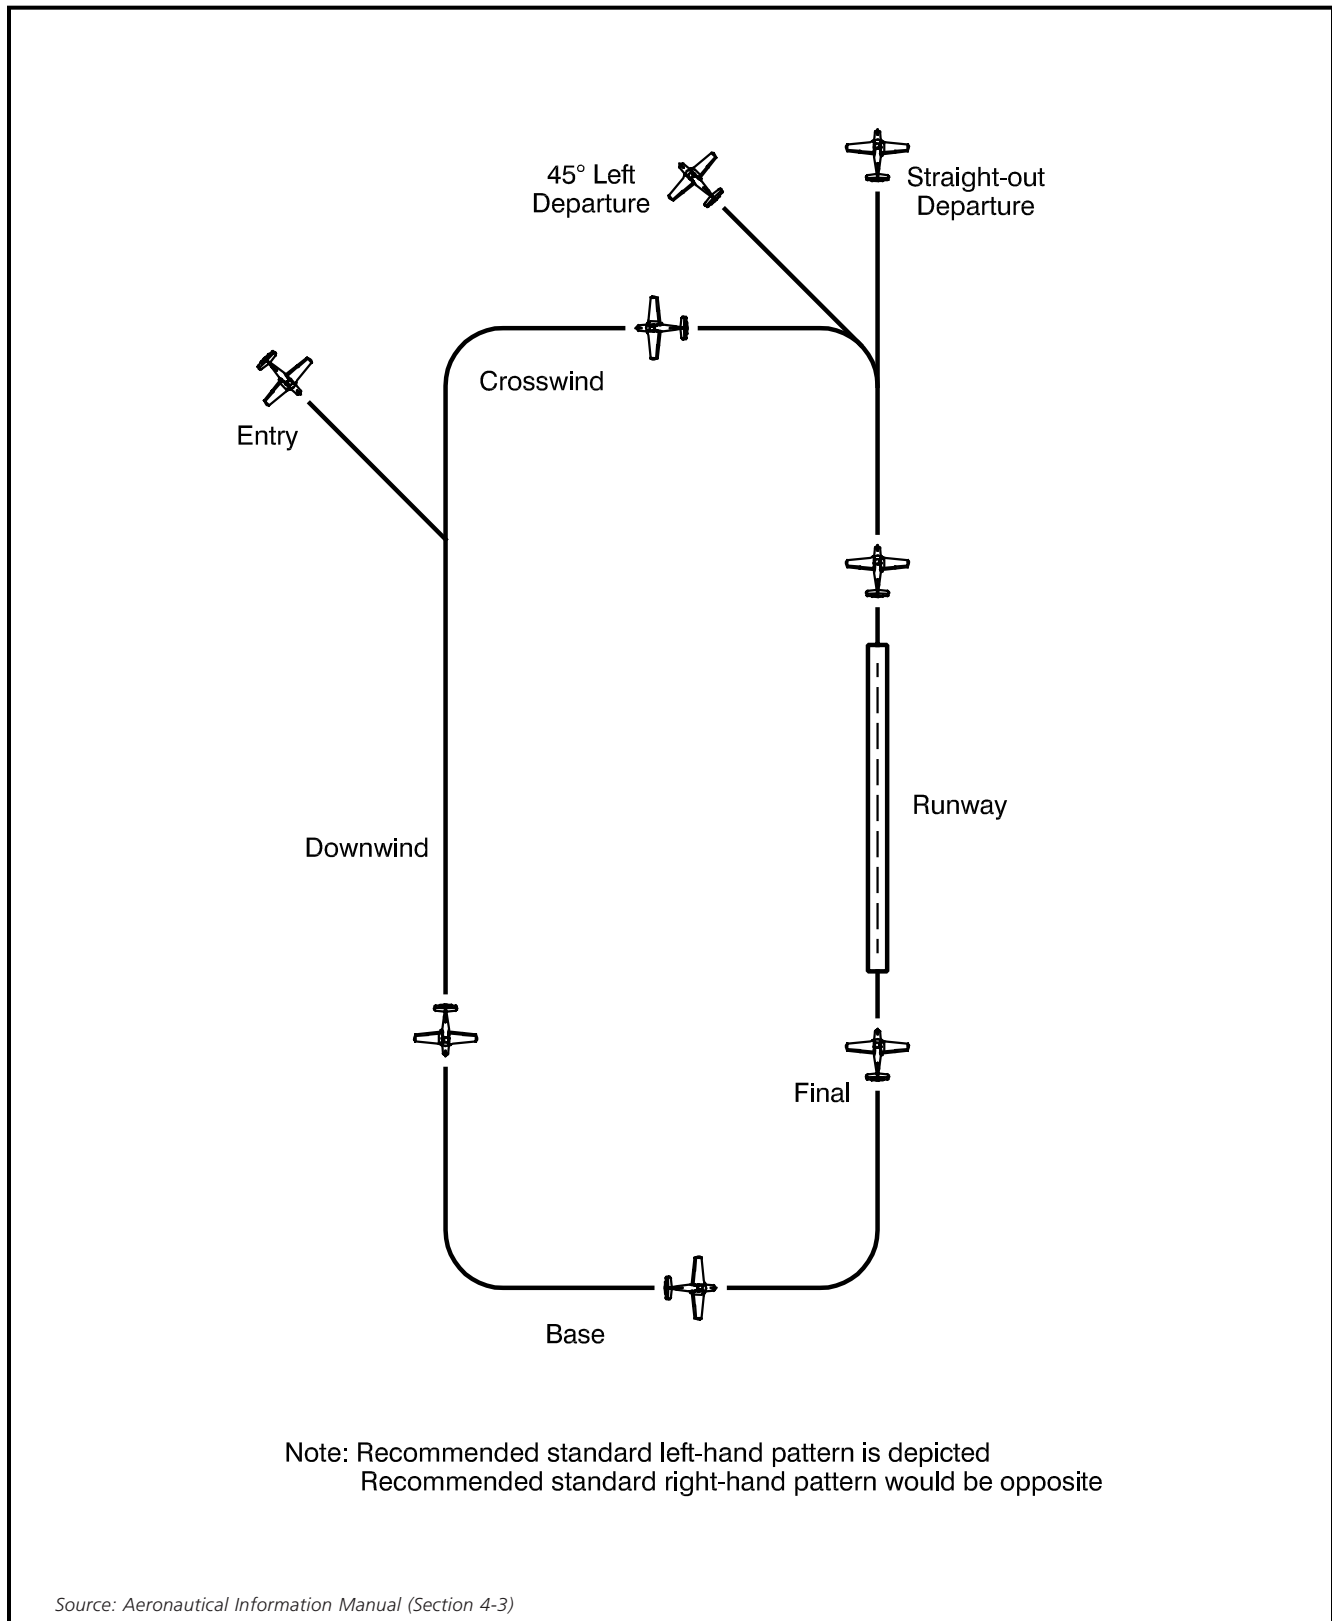 45° Left
Departure
Straight-out
Departure
Crosswind
Entry
Runway
Downwind
Final
Base
Note: Recommended standard left-hand pattern is depicted
Recommended standard right-hand pattern would be opposite
Source: Aeronautical Information Manual (Section 4-3)